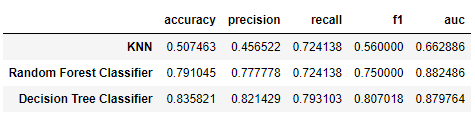 accuracy precision recall f1 auc
KNN 0.507463 0.456522 0.724138 0.560000 0.662886
Random Forest Classifier 0.791045 0.777778 0.724138 0.750000 0.882486
Decision Tree Classifier 0.835821 0.821429 0.793103 0.807018 0.879764